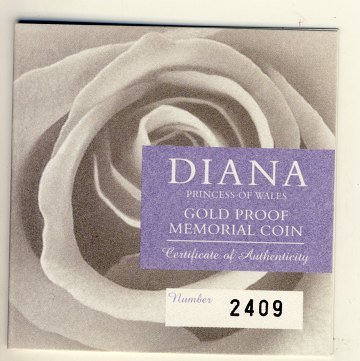 DIANA
PRINCESS OF WALES
GOLD PROOF
MEMORIAL COIN
Certificate of Authenticity
Number 2409